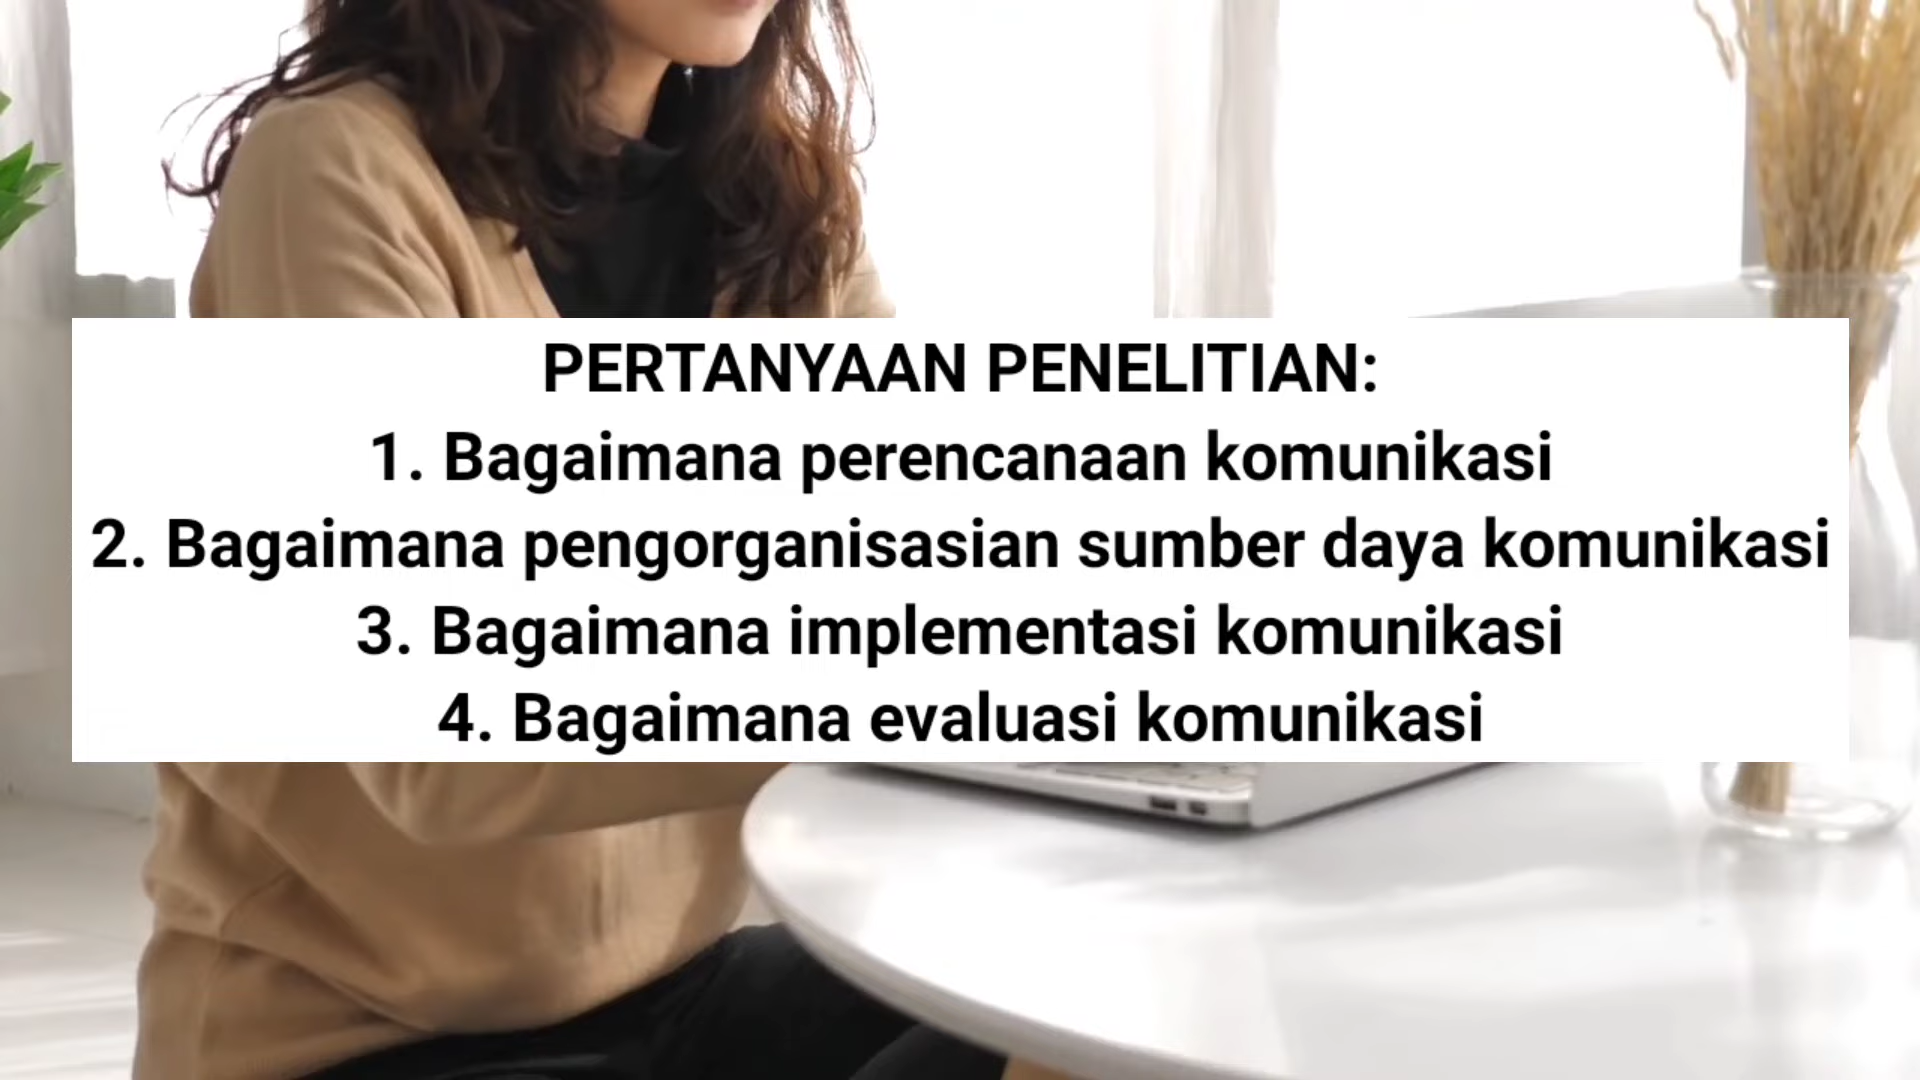 PERTANYAAN PENELITIAN:
1. Bagaimana perencanaan komunikasi
2. Bagaimana pengorganisasian sumber daya komunikasi
3. Bagaimana implementasi komunikasi
4. Bagaimana evaluasi komunikasi